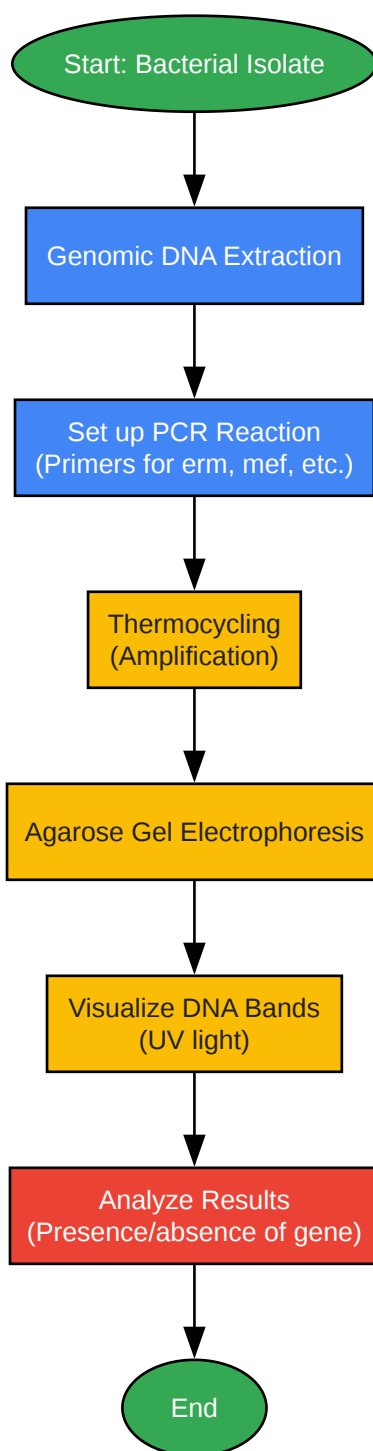 Start: Bacterial Isolate
Genomic DNA Extraction
Set up PCR Reaction
(Primers for erm, mef, etc.)
Thermocycling
(Amplification)
Agarose Gel Electrophoresis
Visualize DNA Bands
(UV light)
Analyze Results
(Presence/absence of gene)
End